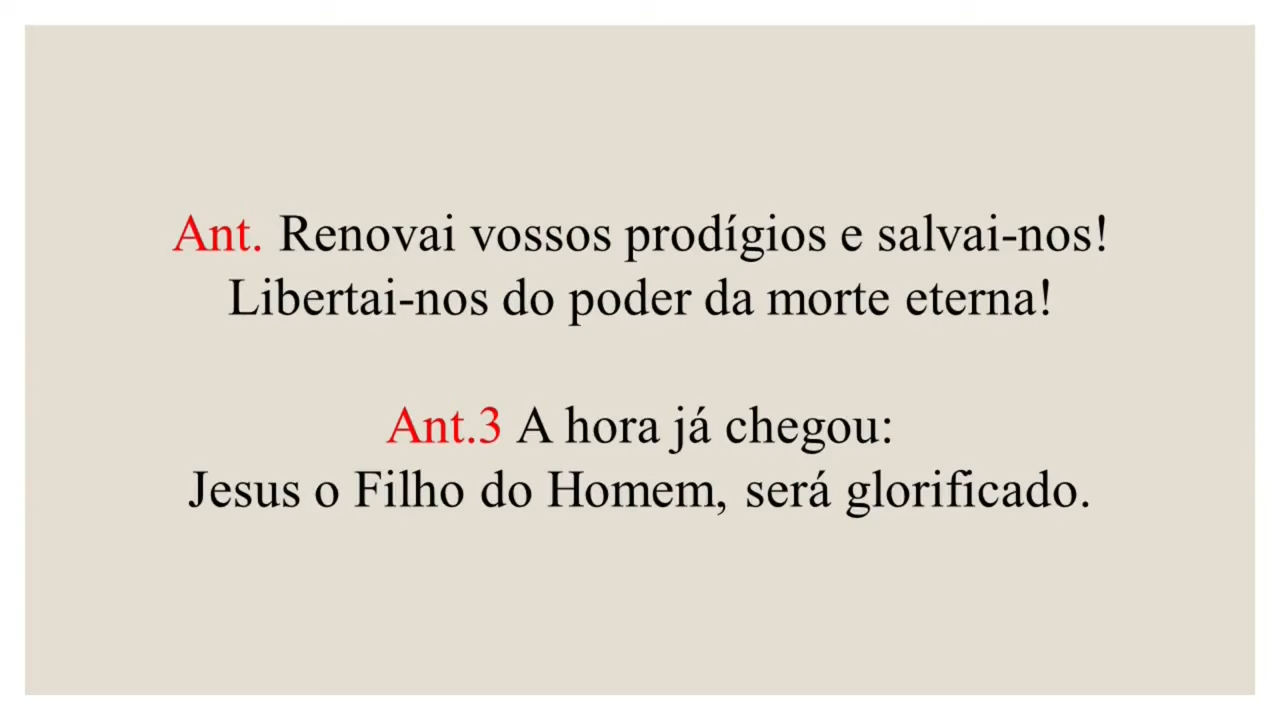 Ant. Renovai vossos prodígios e salvai-nos!
Libertai-nos do poder da morte eterna!
Ant.3 A hora já chegou:
Jesus o Filho do Homem, será glorificado.